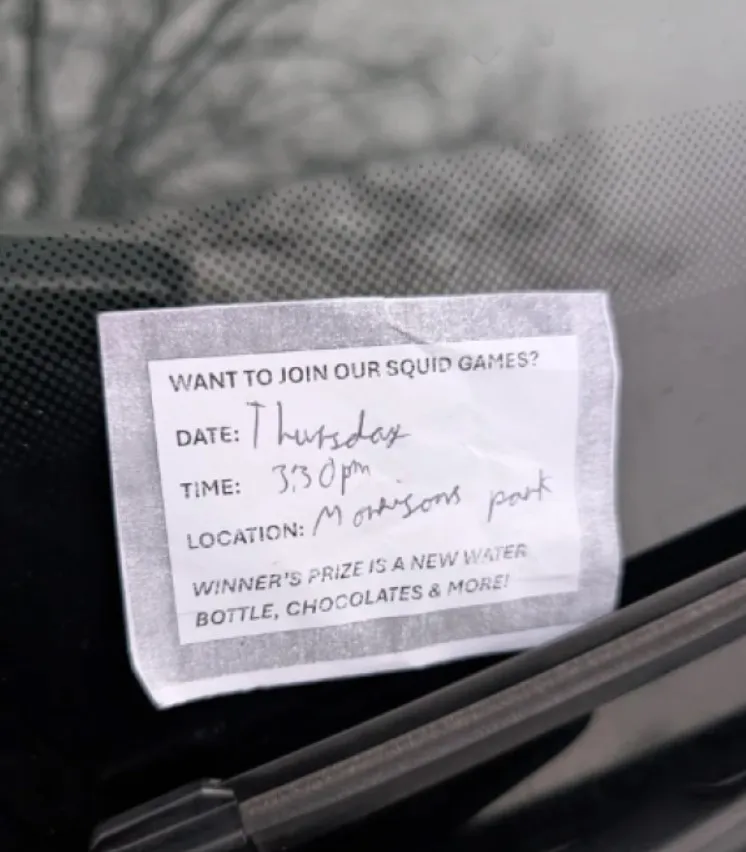 WANT TO JOIN OUR SQUID GAMES?
DATE: Thursday
TIME: 3:30pm
LOCATION: Morrisons park
WINNER'S PRIZE IS A NEW WATER
BOTTLE, CHOCOLATES & MORE!